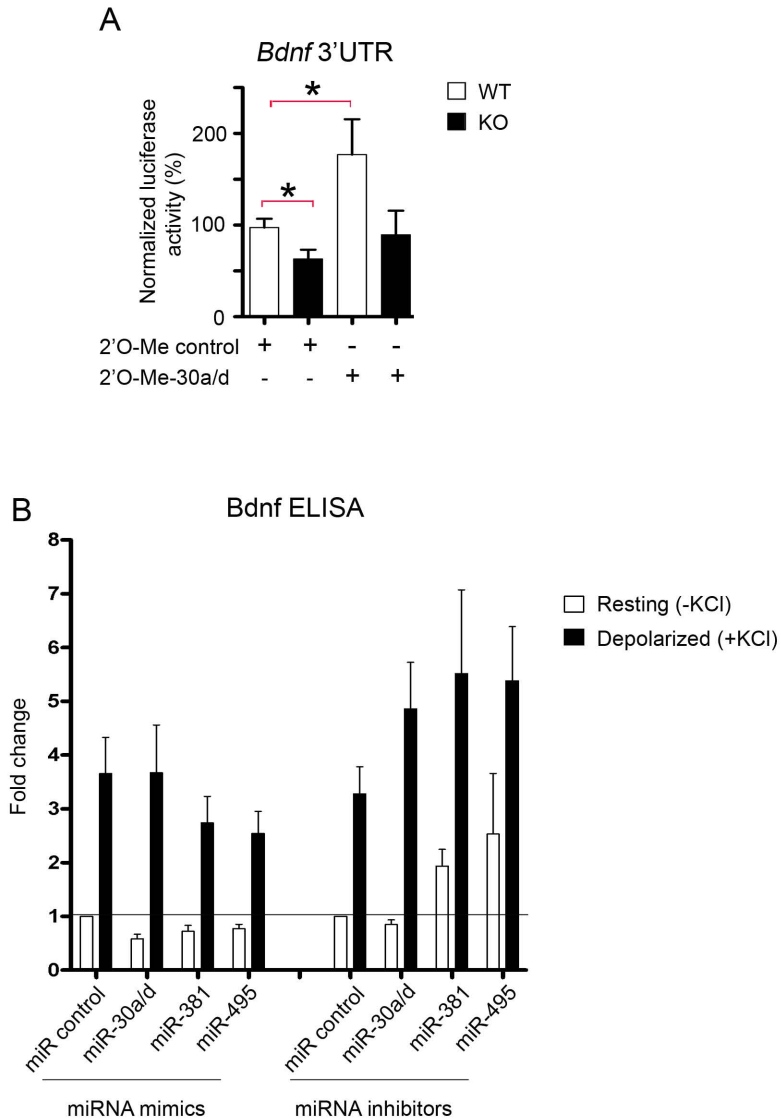 A
Bdnf 3’UTR
Normalized luciferase
activity (%)
200
100
0
*
*
WT
KO
2’O-Me control + + - -
2’O-Me-30a/d - - + +
B
Bdnf ELISA
Fold change
8
7
6
5
4
3
2
1
0
Resting (-KCl)
Depolarized (+KCl)
miR control
miR-30a/d
miR-381
miR-495
miR control
miR-30a/d
miR-381
miR-495
miRNA mimics
miRNA inhibitors